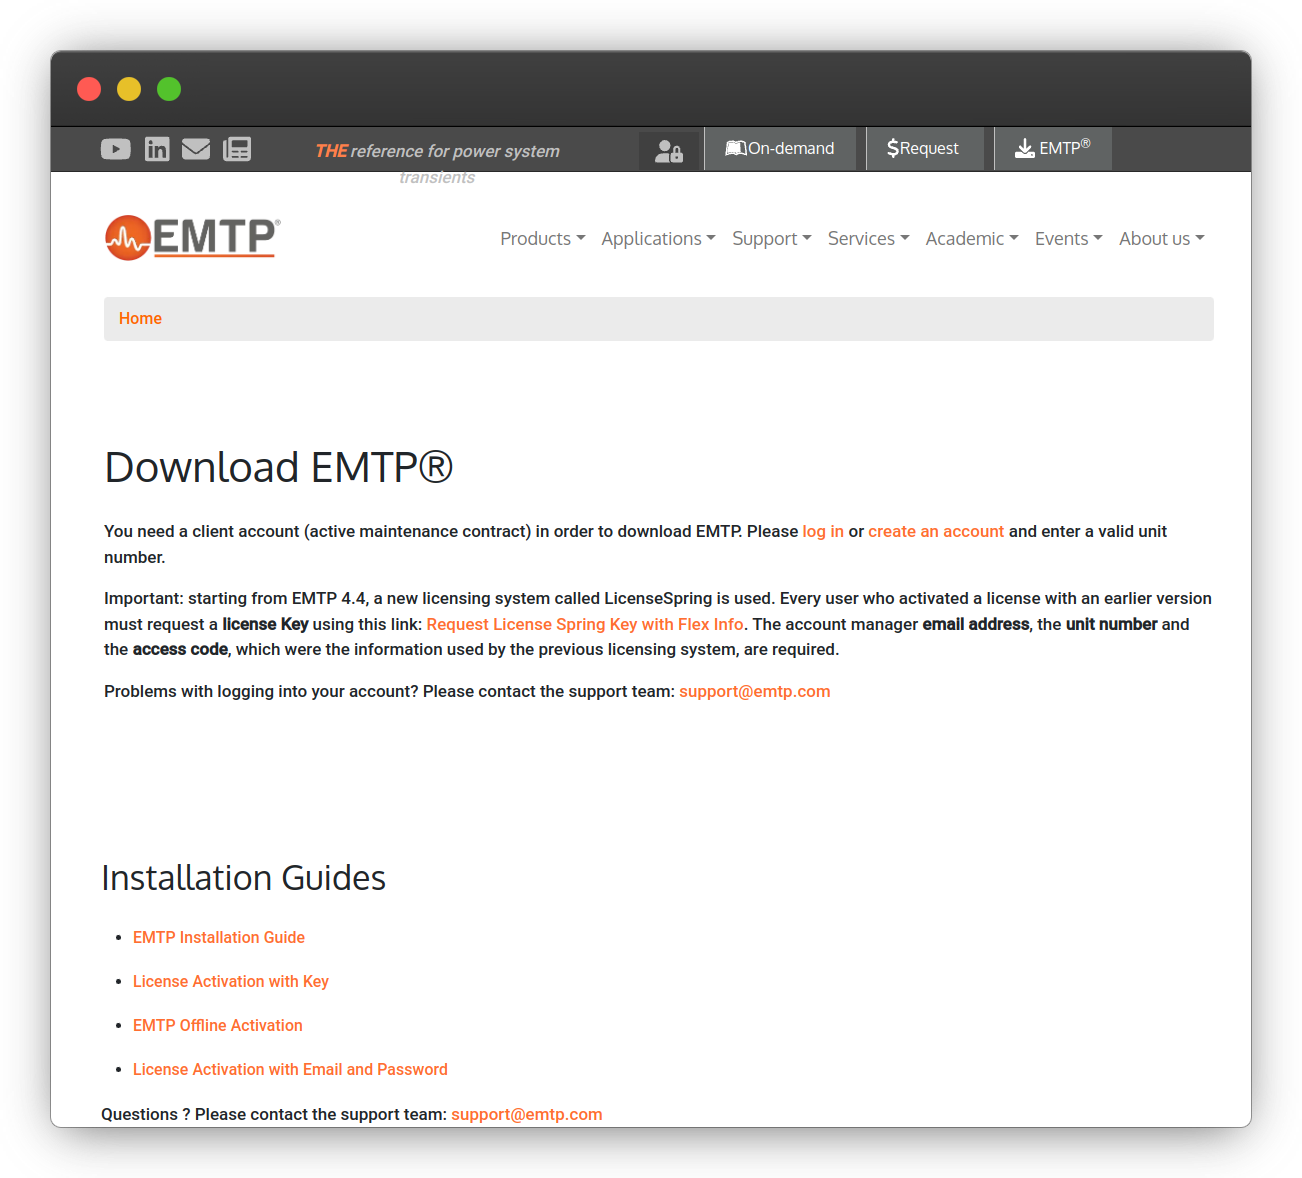 THE reference for power system
transients
On-demand
$Request
EMTP®
EMTP®
Products
Applications
Support
Services
Academic
Events
About us
Home
Download EMTP®
You need a client account (active maintenance contract) in order to download EMTP. Please log in or create an account and enter a valid unit
number.
Important: starting from EMTP 4.4, a new licensing system called LicenseSpring is used. Every user who activated a license with an earlier version
must request a license Key using this link: Request License Spring Key with Flex Info. The account manager email address, the unit number and
the access code, which were the information used by the previous licensing system, are required.
Problems with logging into your account? Please contact the support team: support@emtp.com
Installation Guides
• EMTP Installation Guide
• License Activation with Key
• EMTP Offline Activation
• License Activation with Email and Password
Questions ? Please contact the support team: support@emtp.com